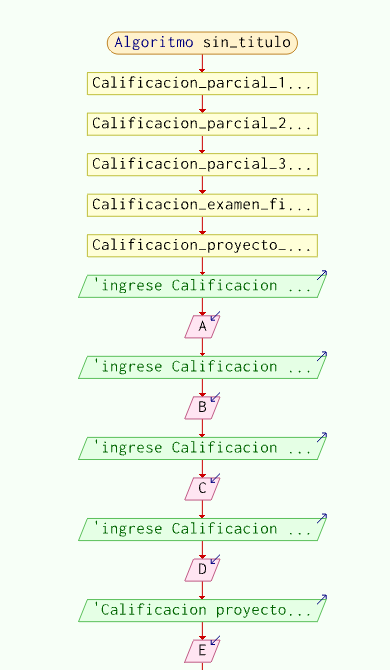 Algoritmo sin_titulo
Calificacion_parcial_1...
Calificacion_parcial_2...
Calificacion_parcial_3...
Calificacion_examen_fi...
Calificacion_proyecto_...
'ingrese Calificacion ...
A
'ingrese Calificacion ...
B
'ingrese Calificacion ...
C
'ingrese Calificacion ...
D
'Calificacion proyecto...
E